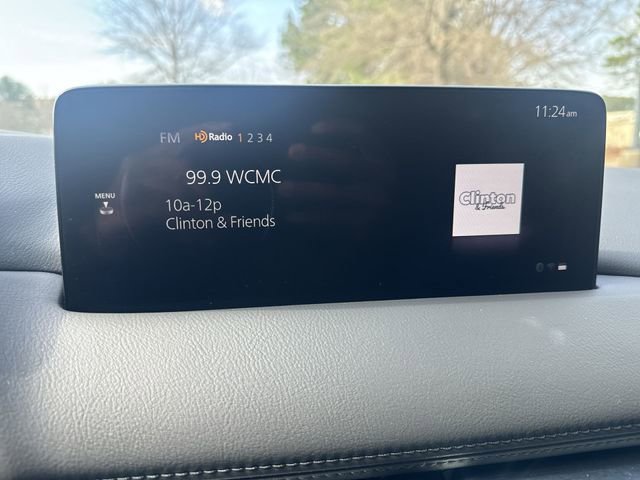 11:24am
FM HD Radio 1 2 3 4
99.9 WCMC
MENU
10a-12p
Clinton & Friends
Clinton
& Friends